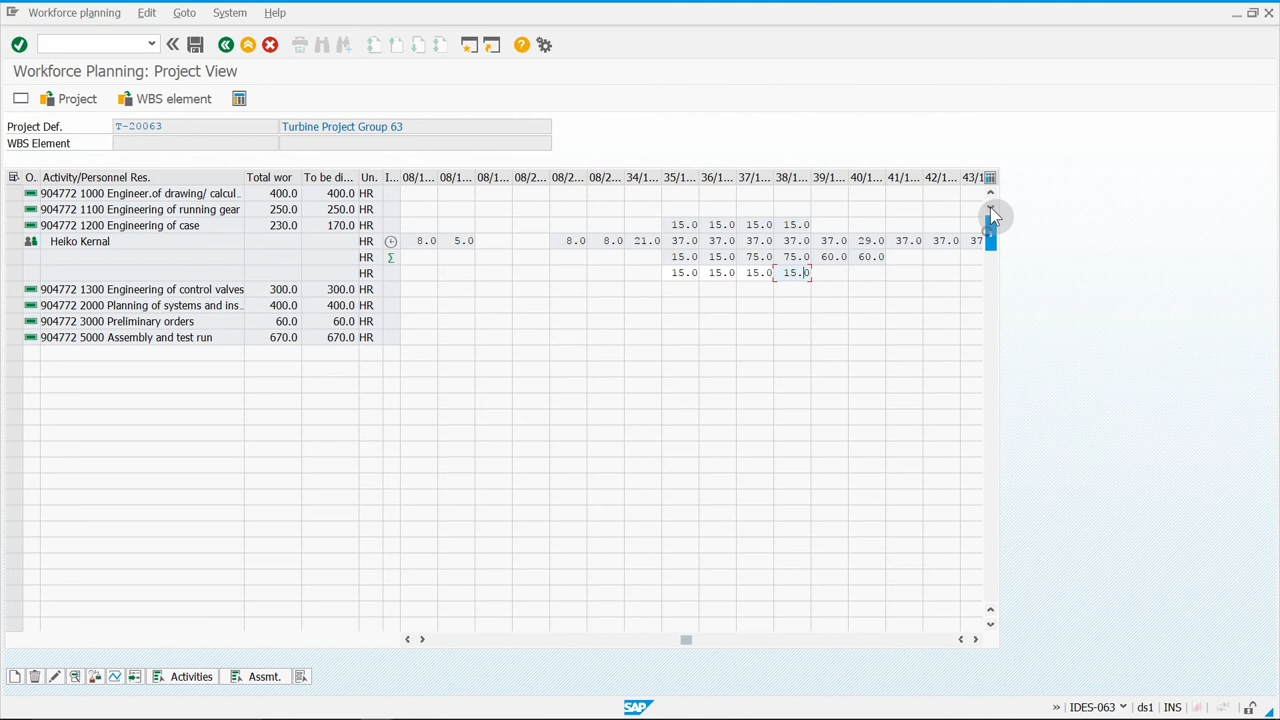 Workforce planning Edit Goto System Help
Workforce Planning: Project View
Project WBS element
Project Def. T-20063 Turbine Project Group 63
WBS Element
O. Activity/Personnel Res. Total wor To be di... Un. I... 08/1... 08/1... 08/1... 08/2... 08/2... 08/2... 34/1... 35/1... 36/1... 37/1... 38/1... 39/1... 40/1... 41/1... 42/1... 43/1
904772 1000 Engineer.of drawing/ calcul.. 400.0 400.0 HR
904772 1100 Engineering of running gear 250.0 250.0 HR
904772 1200 Engineering of case 230.0 170.0 HR 15.0 15.0 15.0 15.0
Heiko Kernal HR 8.0 5.0 8.0 8.0 21.0 37.0 37.0 37.0 37.0 37.0 29.0 37.0 37.0 37
HR Σ 15.0 15.0 75.0 75.0 60.0 60.0
HR 15.0 15.0 15.0 15.0
904772 1300 Engineering of control valves 300.0 300.0 HR
904772 2000 Planning of systems and ins... 400.0 400.0 HR
904772 3000 Preliminary orders 60.0 60.0 HR
904772 5000 Assembly and test run 670.0 670.0 HR
Activities Assmt.
SAP » IDES-063 ds1 INS